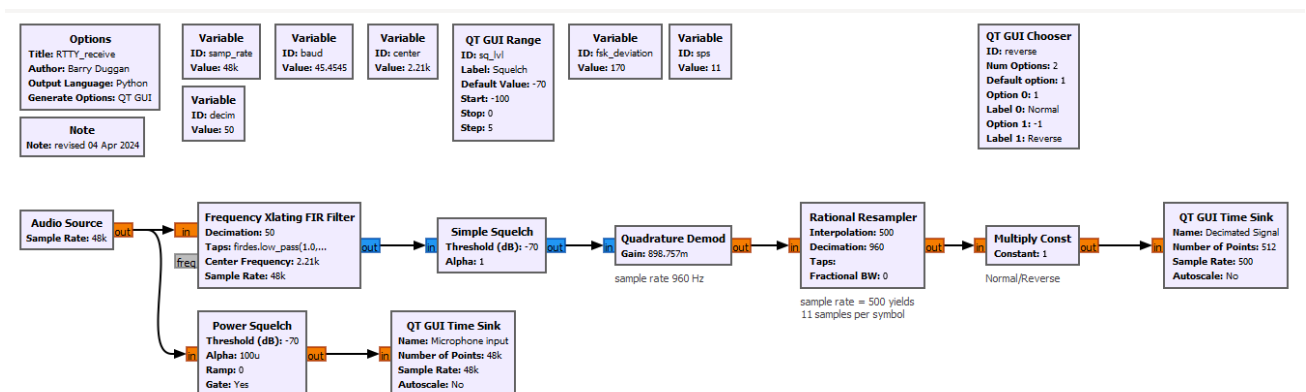 Options
Title: RTTY_receive
Author: Barry Duggan
Output Language: Python
Generate Options: QT GUI
Variable
ID: samp_rate
Value: 48k
Variable
ID: baud
Value: 45.4545
Variable
ID: center
Value: 2.21k
QT GUI Range
ID: sq_lvl
Label: Squelch
Default Value: -70
Start: -100
Stop: 0
Step: 5
Variable
ID: fsk_deviation
Value: 170
Variable
ID: sps
Value: 11
QT GUI Chooser
ID: reverse
Num Options: 2
Default option: 1
Option 0: 1
Label 0: Normal
Option 1: -1
Label 1: Reverse
Variable
ID: decim
Value: 50
Note
Note: revised 04 Apr 2024
Audio Source
Sample Rate: 48k
out
in
freq
Frequency Xlating FIR Filter
Decimation: 50
Taps: firdes.low_pass(1.0,...
Center Frequency: 2.21k
Sample Rate: 48k
out
in
Simple Squelch
Threshold (dB): -70
Alpha: 1
out
in
Quadrature Demod
Gain: 898.757m
out
sample rate 960 Hz
in
Rational Resampler
Interpolation: 500
Decimation: 960
Taps:
Fractional BW: 0
out
sample rate = 500 yields
11 samples per symbol
in
Multiply Const
Constant: 1
out
Normal/Reverse
in
QT GUI Time Sink
Name: Decimated Signal
Number of Points: 512
Sample Rate: 500
Autoscale: No
in
Power Squelch
Threshold (dB): -70
Alpha: 100u
Ramp: 0
Gate: Yes
out
in
QT GUI Time Sink
Name: Microphone input
Number of Points: 48k
Sample Rate: 48k
Autoscale: No